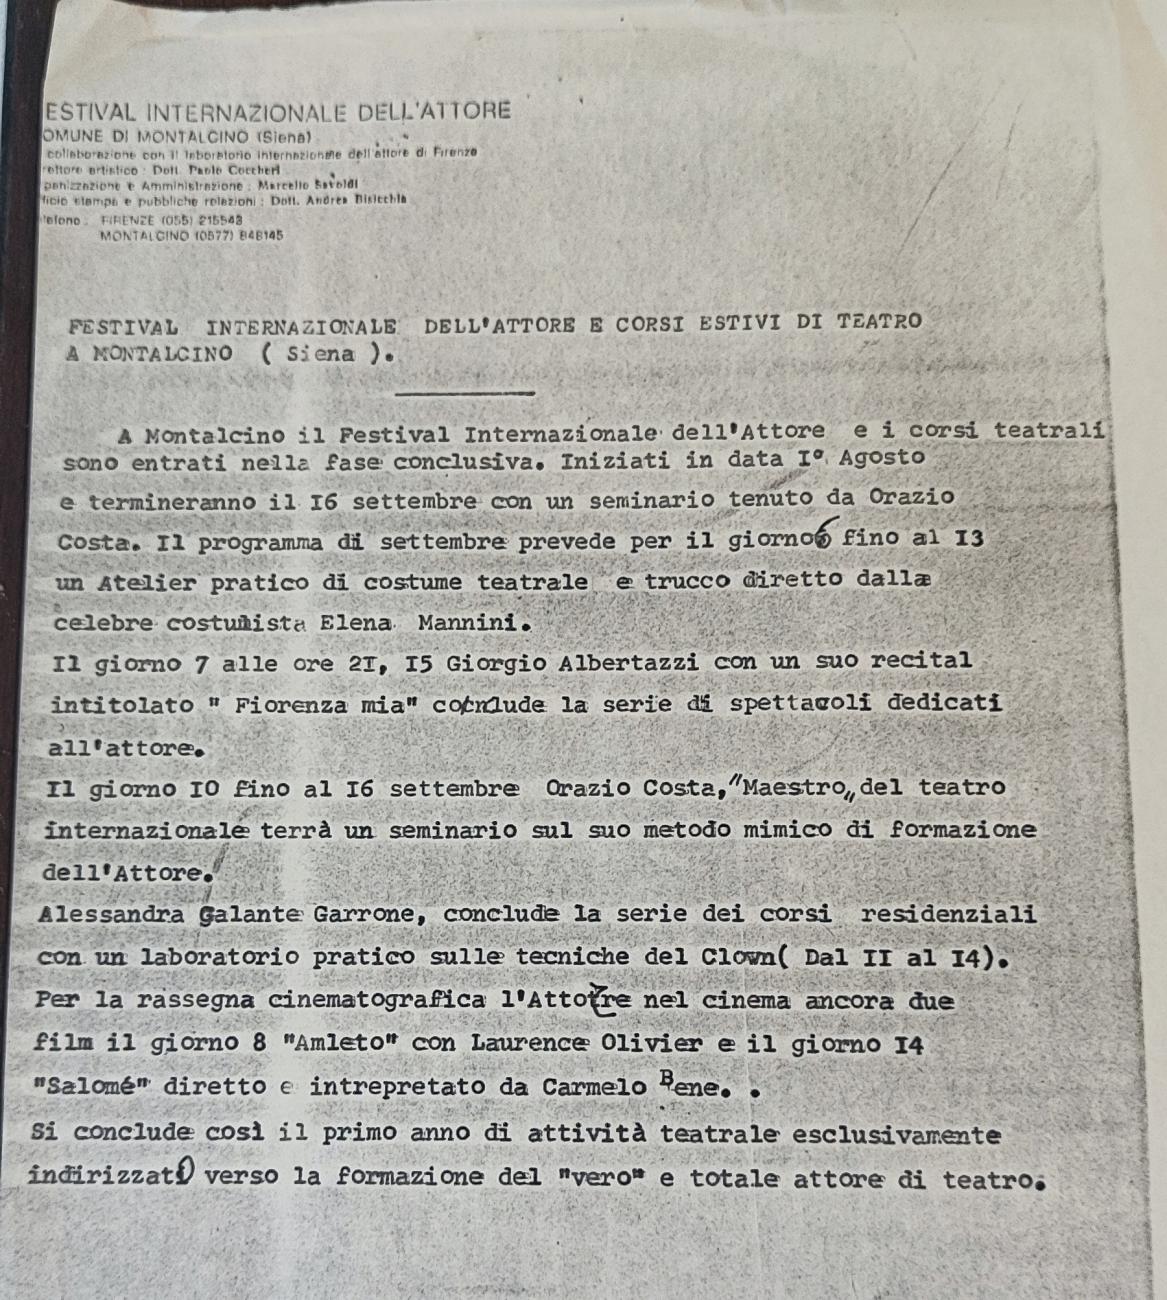 ESTIVAL INTERNAZIONALE DELL'ATTORE
OMUNE DI MONTALCINO (Siena)
collaborazione con il laboratorio internazionale dell'attore di Firenze
rettore artistico : Dott. Paolo Coccheri
ganizzazione e Amministrazione : Marcello Savoldi
ficio stampa e pubbliche relazioni : Dott. Andrea Bisicchia
lefono : FIRENZE (055) 215543
MONTALCINO (0577) 848145
FESTIVAL INTERNAZIONALE DELL'ATTORE E CORSI ESTIVI DI TEATRO
A MONTALCINO ( Siena ).
A Montalcino il Festival Internazionale dell'Attore e i corsi teatrali
sono entrati nella fase conclusiva. Iniziati in data I° Agosto
e termineranno il I6 settembre con un seminario tenuto da Orazio
Costa. Il programma di settembre prevede per il giorno 6 fino al I3
un Atelier pratico di costume teatrale e trucco diretto dalla
celebre costumista Elena Mannini.
Il giorno 7 alle ore 2I, I5 Giorgio Albertazzi con un suo recital
intitolato " Fiorenza mia" conclude la serie di spettacoli dedicati
all'attore.
Il giorno IO fino al I6 settembre Orazio Costa, "Maestro" del teatro
internazionale terrà un seminario sul suo metodo mimico di formazione
dell'Attore.
Alessandra Galante Garrone, conclude la serie dei corsi residenziali
con un laboratorio pratico sulle tecniche del Clown( Dal II al I4).
Per la rassegna cinematografica l'Attore nel cinema ancora due
film il giorno 8 "Amleto" con Laurence Olivier e il giorno I4
"Salomé" diretto e intrepretato da Carmelo Bene. .
Si conclude così il primo anno di attività teatrale esclusivamente
indirizzato verso la formazione del "vero" e totale attore di teatro.